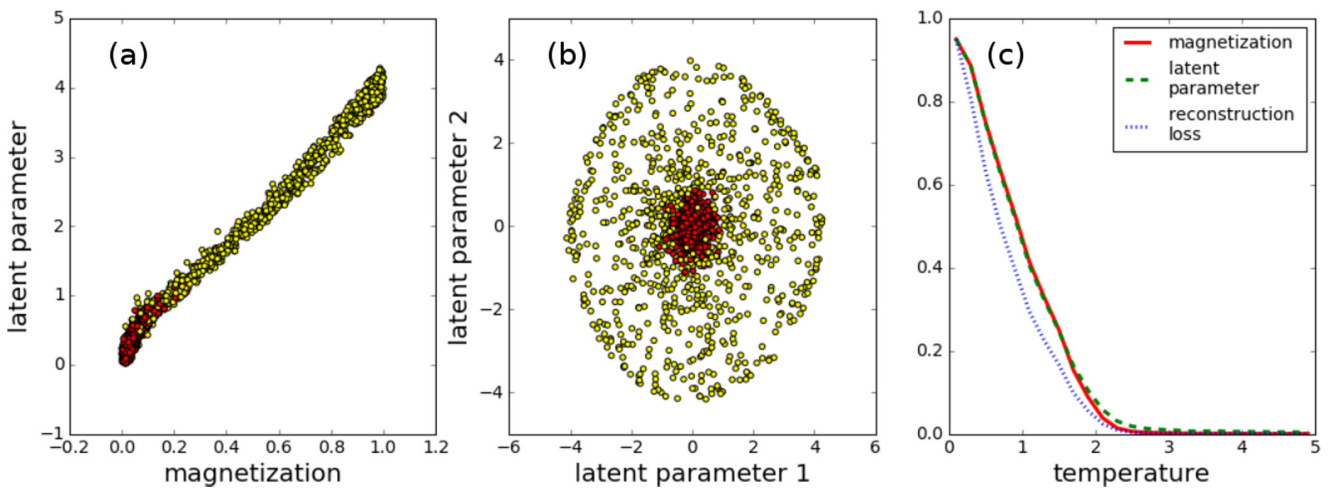 (a)
5
4
3
2
1
0
−1
latent parameter
−0.2 0.0 0.2 0.4 0.6 0.8 1.0 1.2
magnetization
(b)
4
2
0
−2
−4
latent parameter 2
−6 −4 −2 0 2 4 6
latent parameter 1
(c)
magnetization
latent
parameter
reconstruction
loss
1.0
0.8
0.6
0.4
0.2
0.0
0 1 2 3 4 5
temperature